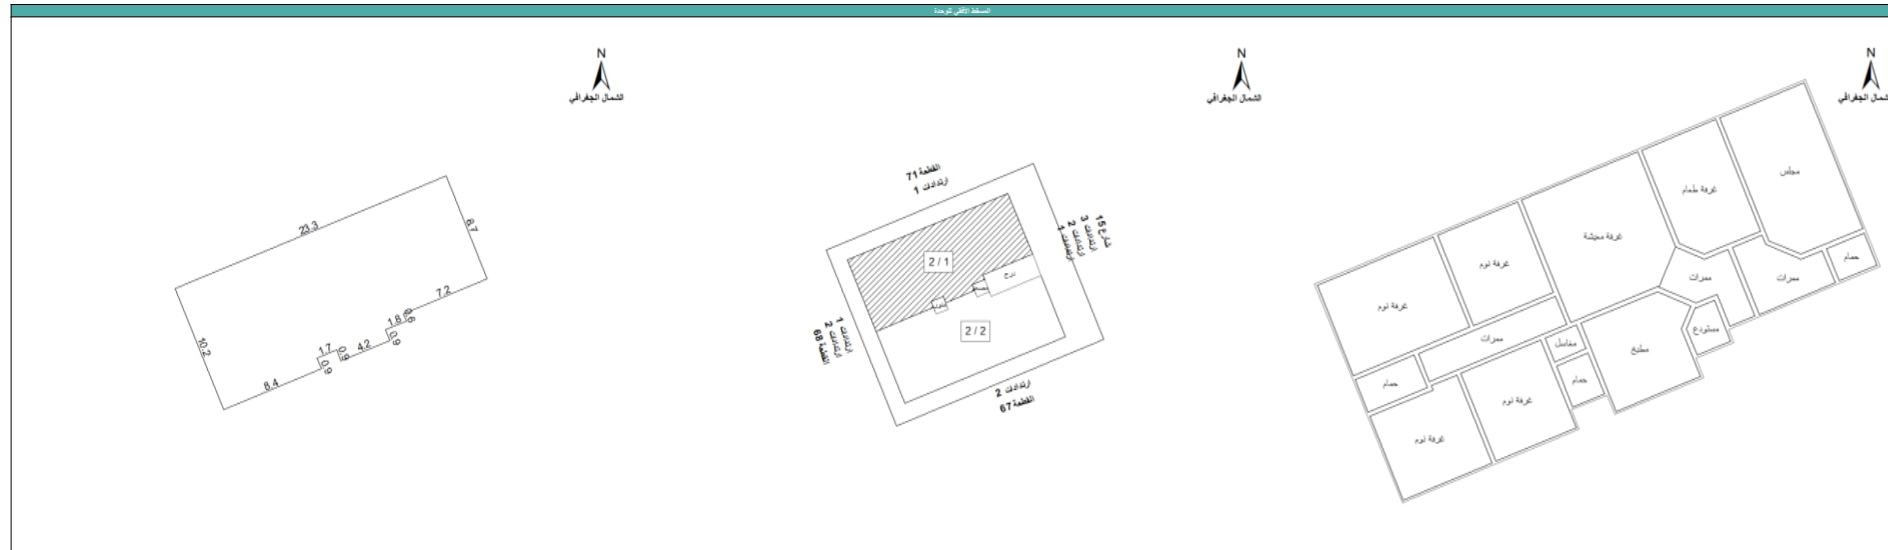 المسقط الافقي للوحدة
N
الشمال الجغرافي
23.3
8.7
7.2
0.6
1.8
0.9
4.2
0.9
1.7
0.9
8.4
10.2
N
الشمال الجغرافي
القطعة 71
ارتدادات 1
شارع 15
ارتدادات 3
ارتدادات 2
ارتدادات 1
2 / 1
درج
مصعد
2 / 2
ارتدادات 1
ارتدادات 2
القطعة 68
ارتدادات 2
القطعة 67
N
الشمال الجغرافي
مجلس
غرفة طعام
غرفة معيشة
غرفة نوم
غرفة نوم
حمام
ممرات
ممرات
مستودع
ممرات
مغاسل
مطبخ
حمام
حمام
غرفة نوم
غرفة نوم